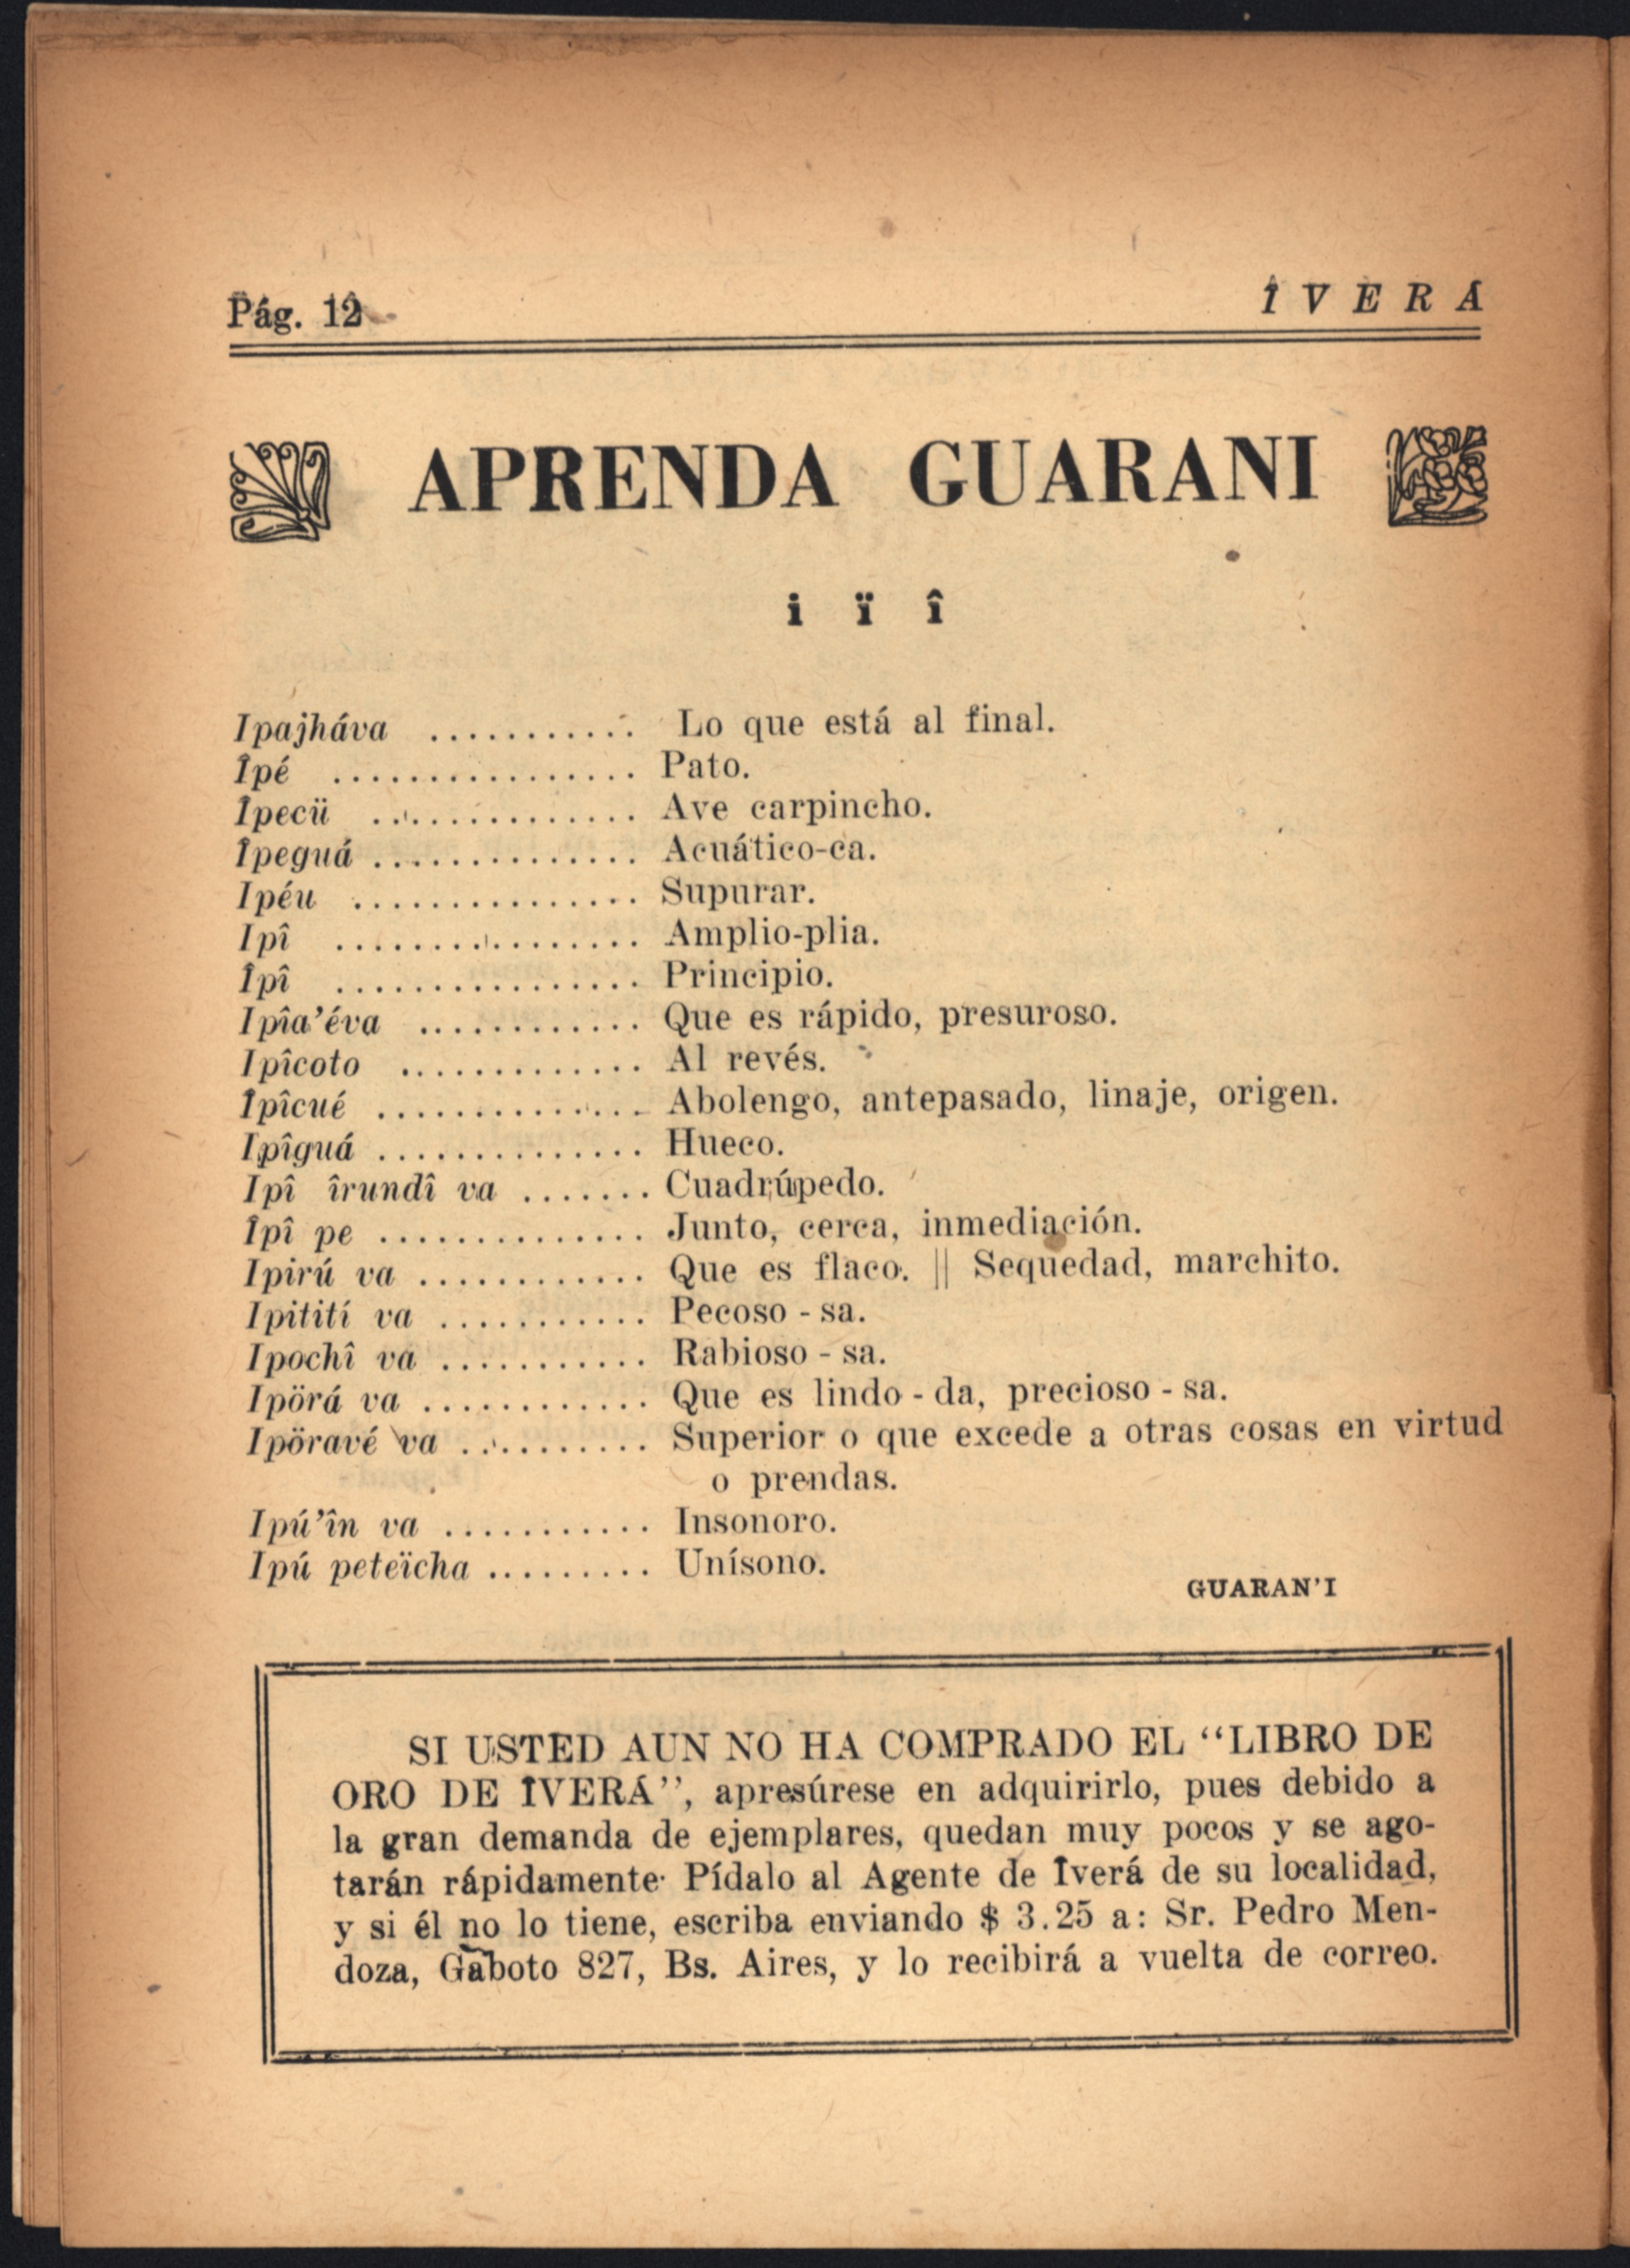 Pág. 12
Î V E R Á
APRENDA GUARANI
i ï î
Ipajháva ........... Lo que está al final.
Îpé ................ Pato.
Îpecü .............. Ave carpincho.
Îpeguá .............. Acuático-ca.
Ipéu ............... Supurar.
Ipî ................ Amplio-plia.
Îpî ................ Principio.
Ipîa'éva ............ Que es rápido, presuroso.
Ipîcoto ............. Al revés.
Îpîcué .............. Abolengo, antepasado, linaje, origen.
Ipîguá .............. Hueco.
Ipî îrundî va ....... Cuadrúpedo.
Îpî pe .............. Junto, cerca, inmediación.
Ipirú va ............ Que es flaco. || Sequedad, marchito.
Ipitití va ........... Pecoso - sa.
Ipochî va ........... Rabioso - sa.
Ipörá va ............ Que es lindo - da, precioso - sa.
Ipöravé va .......... Superior o que excede a otras cosas en virtud
o prendas.
Ipú'în va ........... Insonoro.
Ipú peteïcha ......... Unísono.
GUARAN'I
SI USTED AUN NO HA COMPRADO EL "LIBRO DE
ORO DE ÎVERÁ", apresúrese en adquirirlo, pues debido a
la gran demanda de ejemplares, quedan muy pocos y se ago-
tarán rápidamente· Pídalo al Agente de Îverá de su localidad,
y si él no lo tiene, escriba enviando $ 3.25 a: Sr. Pedro Men-
doza, Gaboto 827, Bs. Aires, y lo recibirá a vuelta de correo.